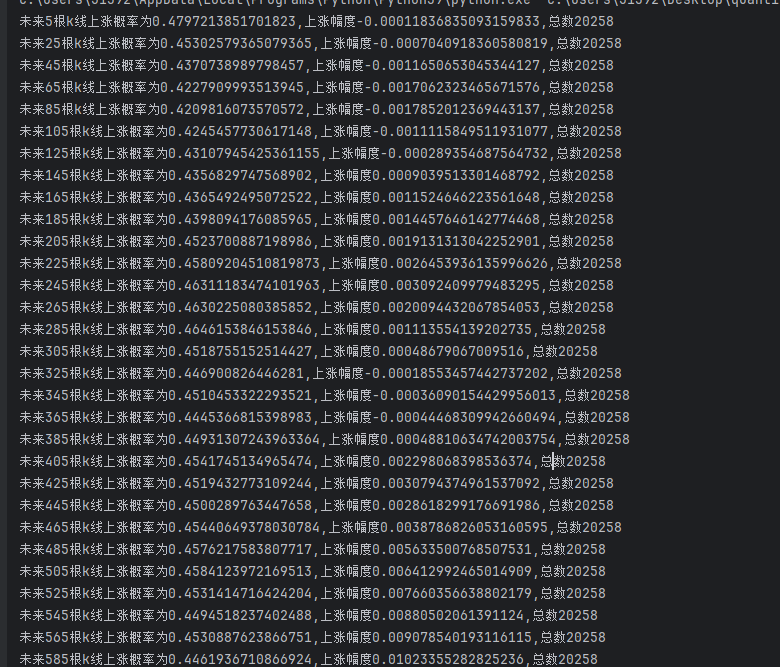 未来5根k线上涨概率为0.4797213851701823,上涨幅度-0.00011836835093159833,总数20258
未来25根k线上涨概率为0.45302579365079365,上涨幅度-0.0007040918360580819,总数20258
未来45根k线上涨概率为0.4370738989798457,上涨幅度-0.0011650653045344127,总数20258
未来65根k线上涨概率为0.4227909993513945,上涨幅度-0.0017062323465671576,总数20258
未来85根k线上涨概率为0.4209816073570572,上涨幅度-0.0017852012369443137,总数20258
未来105根k线上涨概率为0.4245457730617148,上涨幅度-0.0011115849511931077,总数20258
未来125根k线上涨概率为0.43107945425361155,上涨幅度-0.000289354687564732,总数20258
未来145根k线上涨概率为0.4356829747568902,上涨幅度0.0009039513301468792,总数20258
未来165根k线上涨概率为0.4365492495072522,上涨幅度0.0011524646223561648,总数20258
未来185根k线上涨概率为0.4398094176085965,上涨幅度0.0014457646142774468,总数20258
未来205根k线上涨概率为0.4523700887198986,上涨幅度0.0019131313042252901,总数20258
未来225根k线上涨概率为0.45809204510819873,上涨幅度0.0026453936135996626,总数20258
未来245根k线上涨概率为0.46311183474101963,上涨幅度0.003092409979483295,总数20258
未来265根k线上涨概率为0.4630225080385852,上涨幅度0.0020094432067854053,总数20258
未来285根k线上涨概率为0.4646153846153846,上涨幅度0.001113554139202735,总数20258
未来305根k线上涨概率为0.4518755152514427,上涨幅度0.00048679067009516,总数20258
未来325根k线上涨概率为0.446900826446281,上涨幅度-0.00018553457442737202,总数20258
未来345根k线上涨概率为0.4510453322293521,上涨幅度-0.00036090154429956013,总数20258
未来365根k线上涨概率为0.4445366815398983,上涨幅度-0.00044468309942660494,总数20258
未来385根k线上涨概率为0.44931307243963364,上涨幅度0.00048810634742003754,总数20258
未来405根k线上涨概率为0.4541745134965474,上涨幅度0.002298068398536374,总数20258
未来425根k线上涨概率为0.4519432773109244,上涨幅度0.0030794374961537092,总数20258
未来445根k线上涨概率为0.4500289763447658,上涨幅度0.0028618299176691986,总数20258
未来465根k线上涨概率为0.45440649378030784,上涨幅度0.0038786826053160595,总数20258
未来485根k线上涨概率为0.4576217583807717,上涨幅度0.005633500768507531,总数20258
未来505根k线上涨概率为0.4584123972169513,上涨幅度0.006412992465014909,总数20258
未来525根k线上涨概率为0.4531414716424204,上涨幅度0.007660356638802179,总数20258
未来545根k线上涨概率为0.4494518237402488,上涨幅度0.00880502061391124,总数20258
未来565根k线上涨概率为0.4530887623866751,上涨幅度0.009078540193116115,总数20258
未来585根k线上涨概率为0.4461936710866924,上涨幅度0.01023355282825236,总数20258